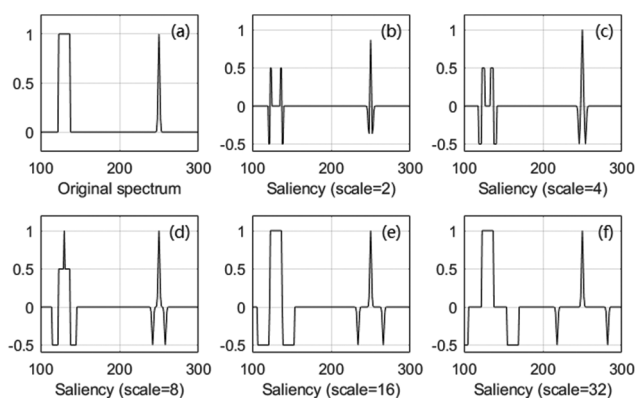 (a) (b) (c)
1 1 1
0.5 0.5 0.5
0 0 0
-0.5 -0.5
100 200 300 100 200 300 100 200 300
Original spectrum Saliency (scale=2) Saliency (scale=4)
(d) (e) (f)
1 1 1
0.5 0.5 0.5
0 0 0
-0.5 -0.5 -0.5
100 200 300 100 200 300 100 200 300
Saliency (scale=8) Saliency (scale=16) Saliency (scale=32)